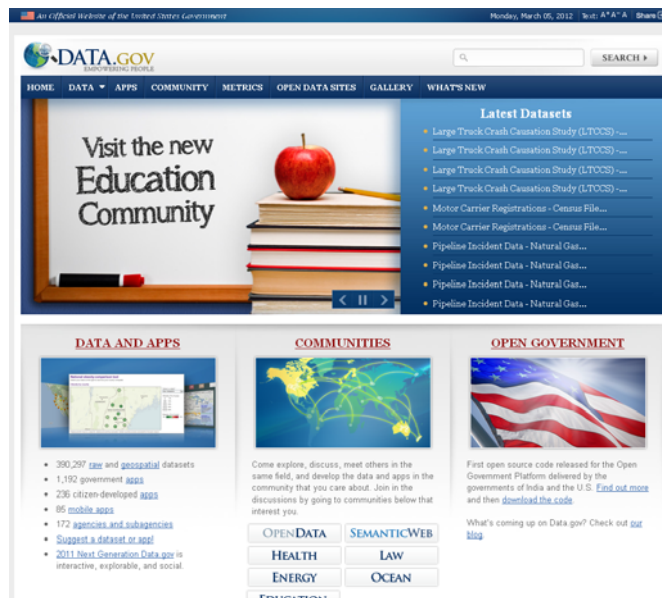 An Official Website of the United States Government
Monday, March 05, 2012 Text: A+ A- A Share
DATA.GOV
EMPOWERING PEOPLE
SEARCH
HOME DATA APPS COMMUNITY METRICS OPEN DATA SITES GALLERY WHAT'S NEW
Visit the new
Education
Community
Latest Datasets
Large Truck Crash Causation Study (LTCCS) -...
Large Truck Crash Causation Study (LTCCS) -...
Large Truck Crash Causation Study (LTCCS) -...
Large Truck Crash Causation Study (LTCCS) -...
Motor Carrier Registrations - Census File...
Motor Carrier Registrations - Census File...
Pipeline Incident Data - Natural Gas...
Pipeline Incident Data - Natural Gas...
Pipeline Incident Data - Natural Gas...
Pipeline Incident Data - Natural Gas...
DATA AND APPS
390,297 raw and geospatial datasets
1,192 government apps
236 citizen-developed apps
85 mobile apps
172 agencies and subagencies
Suggest a dataset or app!
2011 Next Generation Data.gov is
interactive, explorable, and social.
COMMUNITIES
Come explore, discuss, meet others in the
same field, and develop the data and apps in the
community that you care about. Join in the
discussions by going to communities below that
interest you.
OPENDATA SEMANTICWEB
HEALTH LAW
ENERGY OCEAN
EDUCATION
OPEN GOVERNMENT
First open source code released for the Open
Government Platform delivered by the
governments of India and the U.S. Find out more
and then download the code.
What's coming up on Data.gov? Check out our
blog.